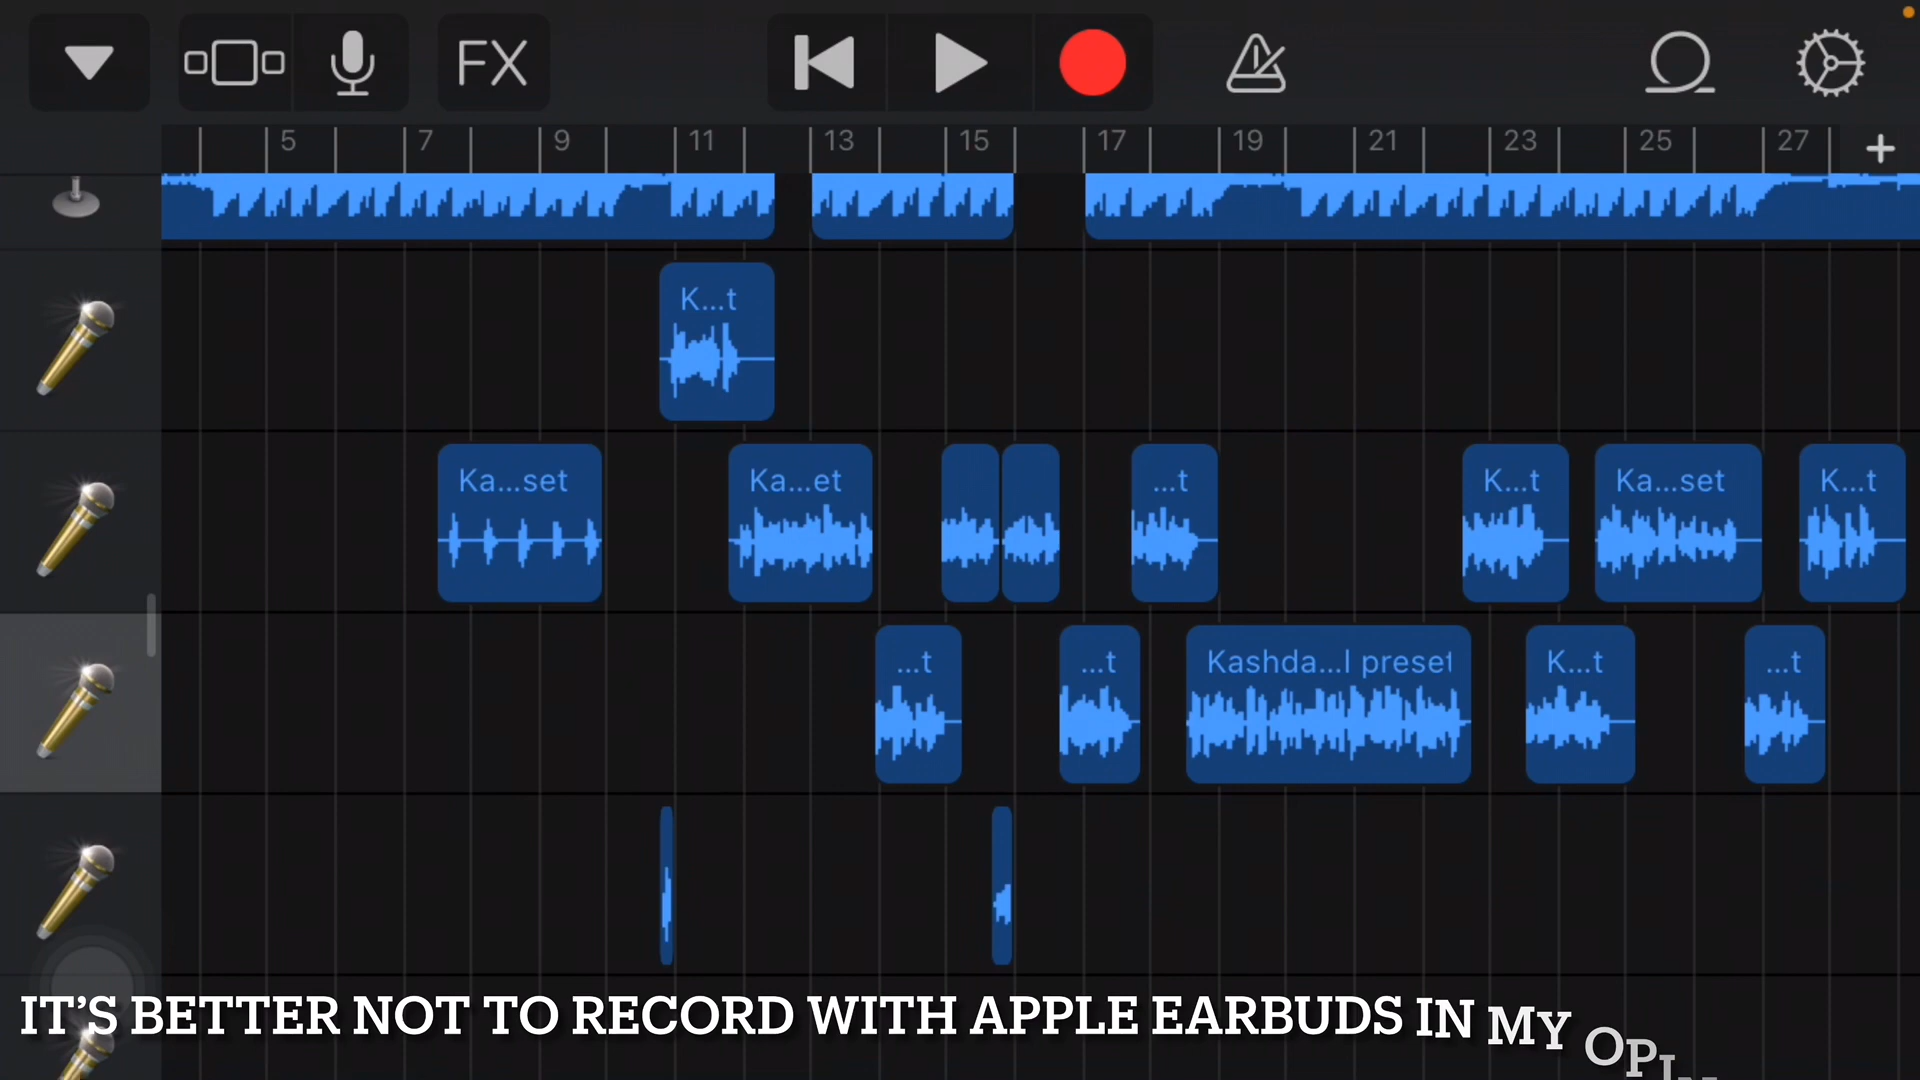 FX
5 7 9 11 13 15 17 19 21 23 25 27 +
K...t
Ka...set Ka...et ...t K...t Ka...set K...t
...t ...t Kashda...l preset K...t ...t
IT'S BETTER NOT TO RECORD WITH APPLE EARBUDS IN MY